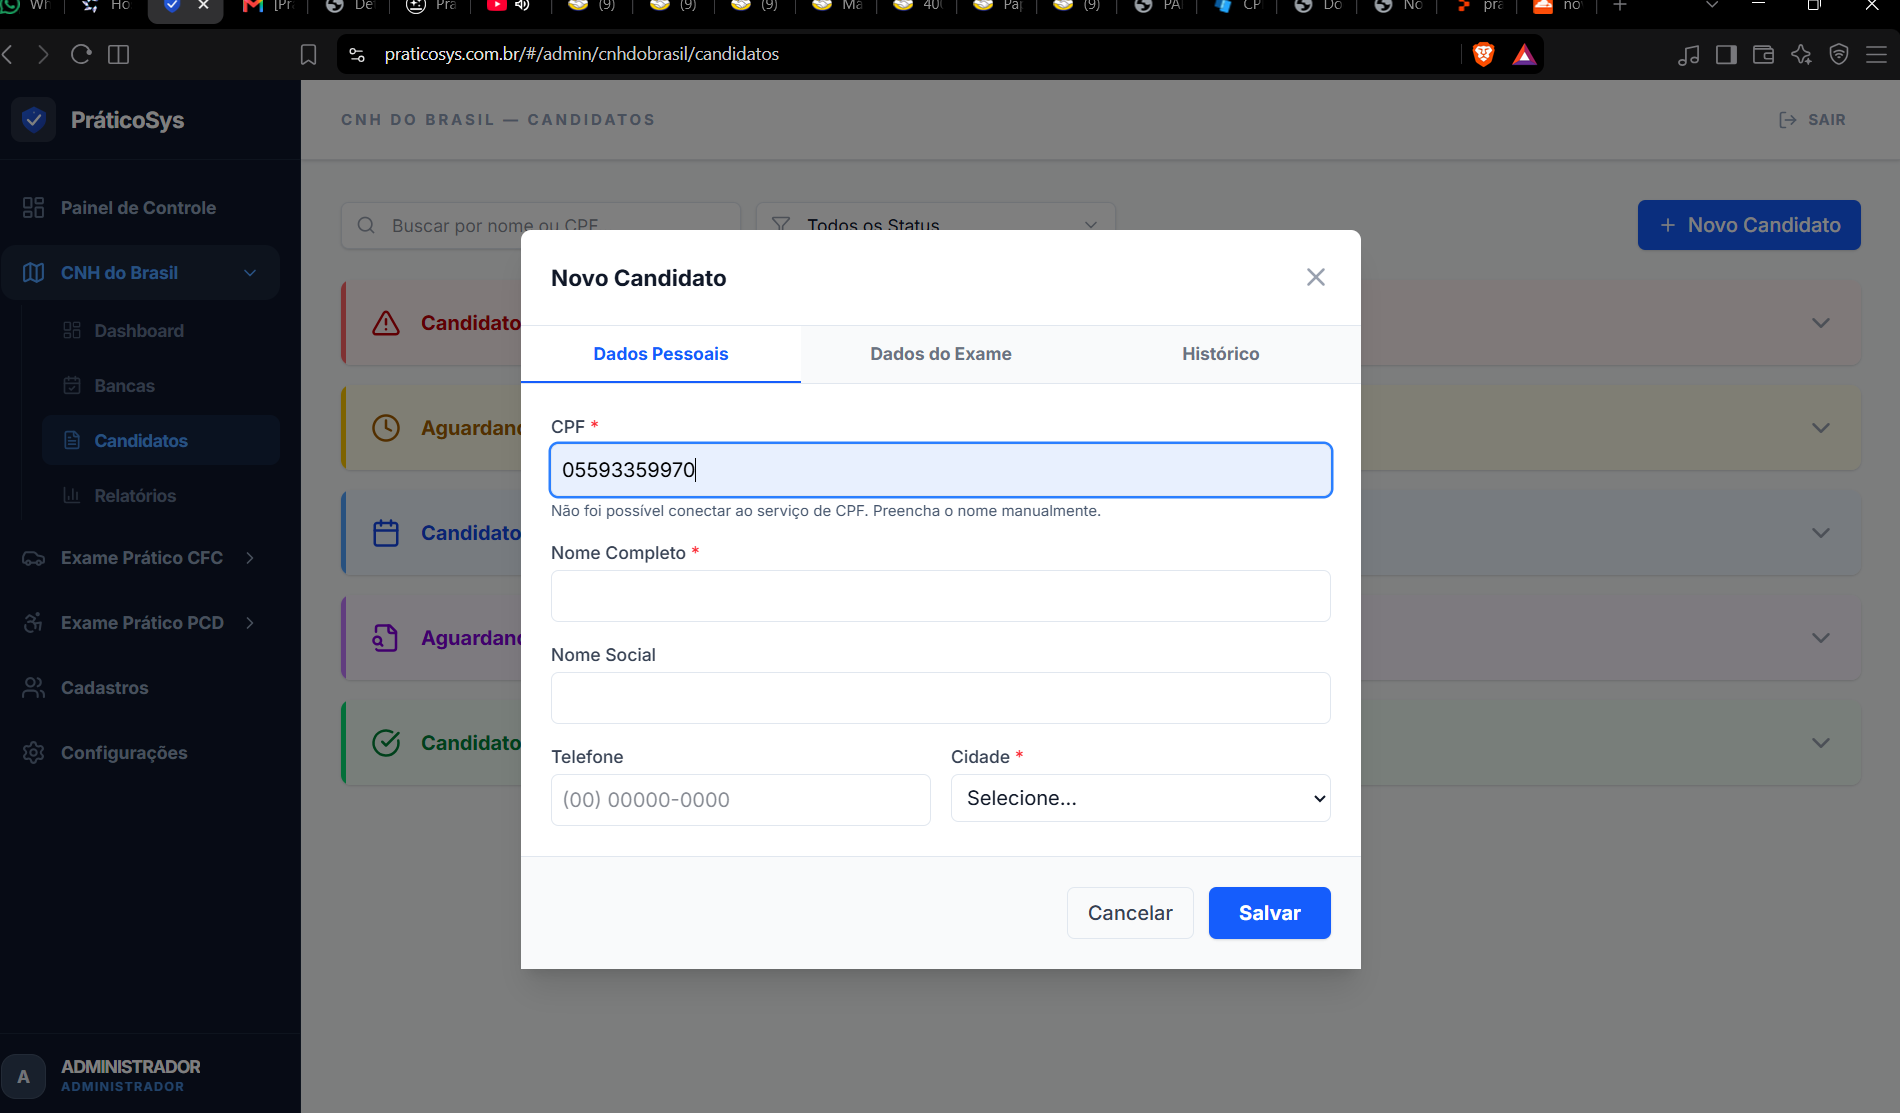 (9)
(9)
(9)
(9)
praticosys.com.br/#/admin/cnhdobrasil/candidatos
PráticoSys
CNH DO BRASIL — CANDIDATOS
SAIR
Painel de Controle
Buscar por nome ou CPF
Todos os Status
+ Novo Candidato
CNH do Brasil
Novo Candidato
Dashboard
Candidato
Dados Pessoais
Dados do Exame
Histórico
Bancas
CPF *
Aguardand
Candidatos
05593359970
Relatórios
Não foi possível conectar ao serviço de CPF. Preencha o nome manualmente.
Candidato
Nome Completo *
Exame Prático CFC
Exame Prático PCD
Aguardand
Nome Social
Cadastros
Configurações
Candidato
Telefone
Cidade *
(00) 00000-0000
Selecione...
Cancelar
Salvar
A
ADMINISTRADOR
ADMINISTRADOR